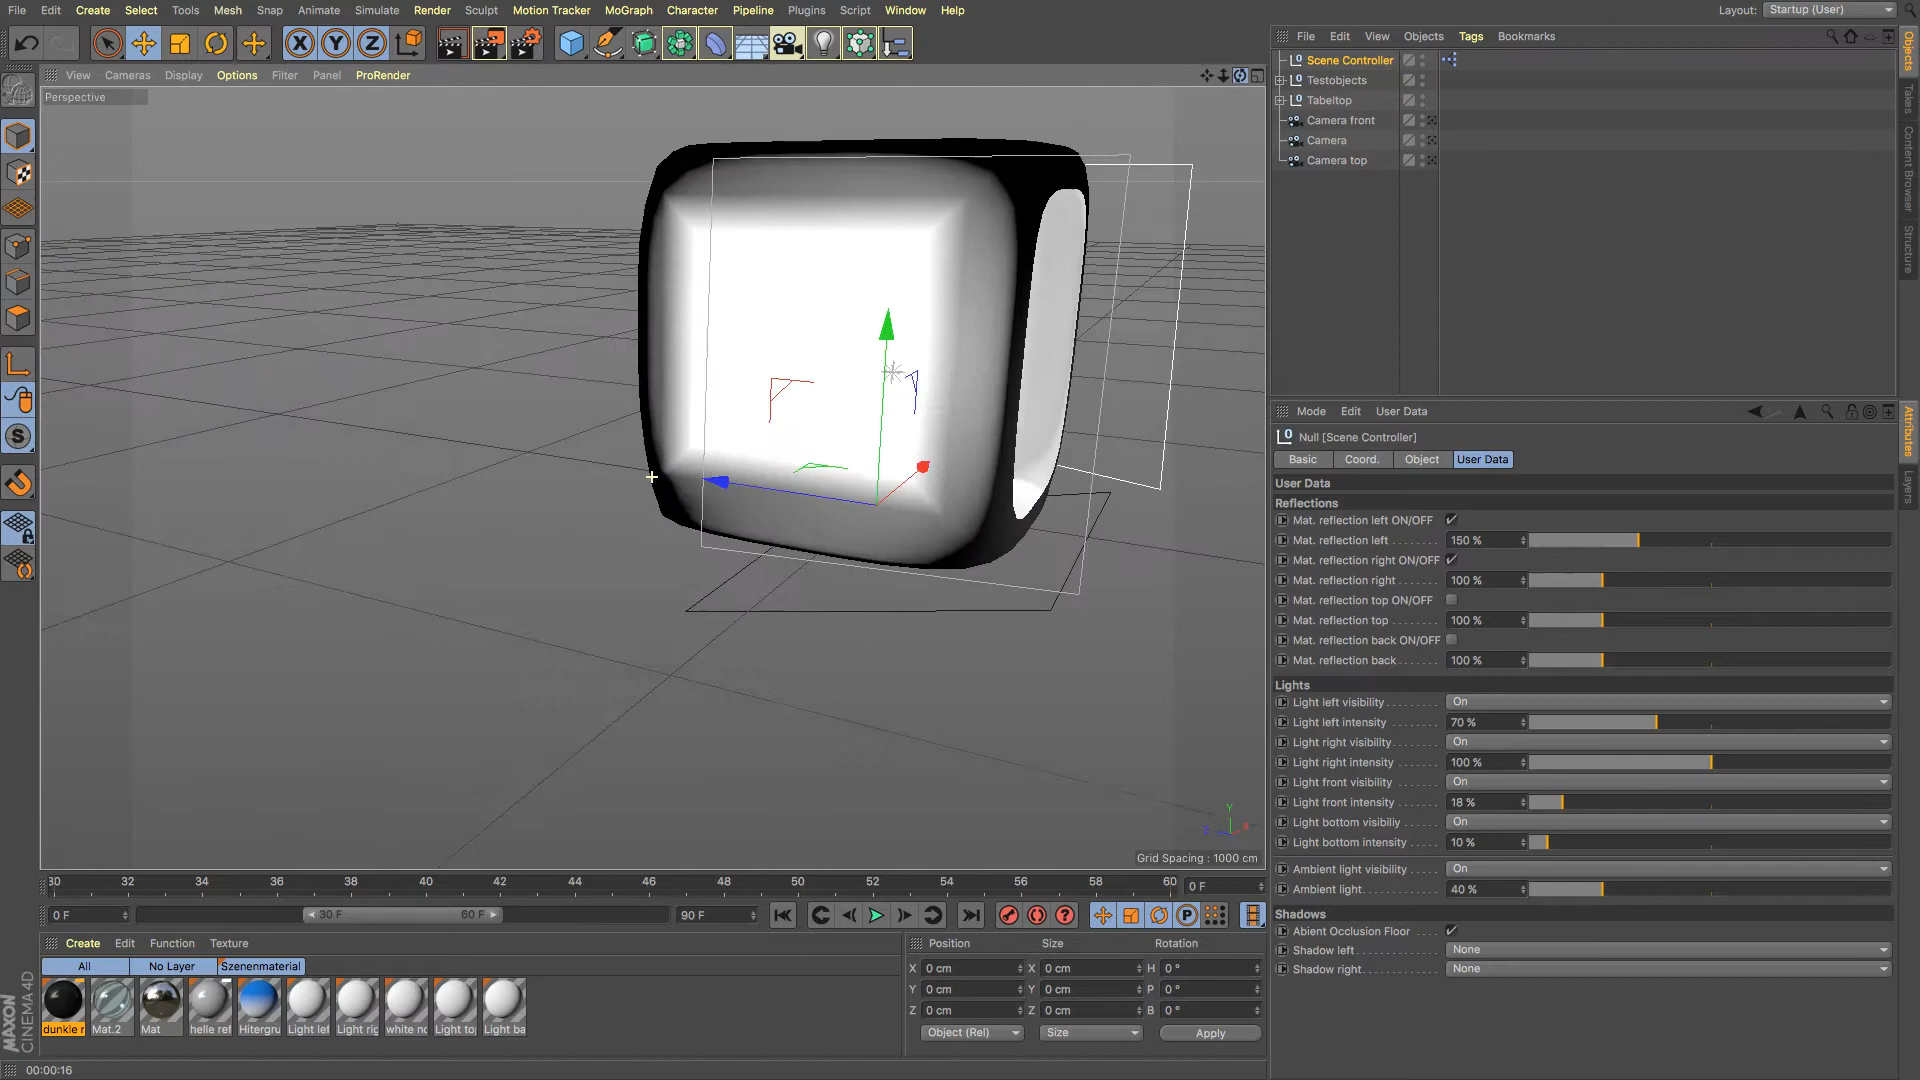 File Edit Create Select Tools Mesh Snap Animate Simulate Render Sculpt Motion Tracker MoGraph Character Pipeline Plugins Script Window Help
Layout: Startup (User)
X Y Z
File Edit View Objects Tags Bookmarks
View Cameras Display Options Filter Panel ProRender
Perspective
Scene Controller
Testobjects
Tabeltop
Camera front
Camera
Camera top
Objects
Takes
Content Browser
Structure
Attributes
Layers
Mode Edit User Data
Null [Scene Controller]
Basic Coord. Object User Data
User Data
Reflections
Mat. reflection left ON/OFF
Mat. reflection left 150 %
Mat. reflection right ON/OFF
Mat. reflection right 100 %
Mat. reflection top ON/OFF
Mat. reflection top 100 %
Mat. reflection back ON/OFF
Mat. reflection back 100 %
Lights
Light left visibility On
Light left intensity 70 %
Light right visibility On
Light right intensity 100 %
Light front visibility On
Light front intensity 18 %
Light bottom visibiliy On
Light bottom intensity 10 %
Ambient light visibility On
Ambient light 40 %
Shadows
Abient Occlusion Floor
Shadow left None
Shadow right None
Y
Grid Spacing : 1000 cm
30 32 34 36 38 40 42 44 46 48 50 52 54 56 58 60 0 F
0 F 30 F 60 F 90 F
Create Edit Function Texture
All No Layer Szenenmaterial
dunkle r Mat.2 Mat helle ref Hitergru Light lef Light rig white no Light to Light ba
Position Size Rotation
X 0 cm X 0 cm H 0 °
Y 0 cm Y 0 cm P 0 °
Z 0 cm Z 0 cm B 0 °
Object (Rel) Size Apply
MAXON
CINEMA 4D
00:00:16